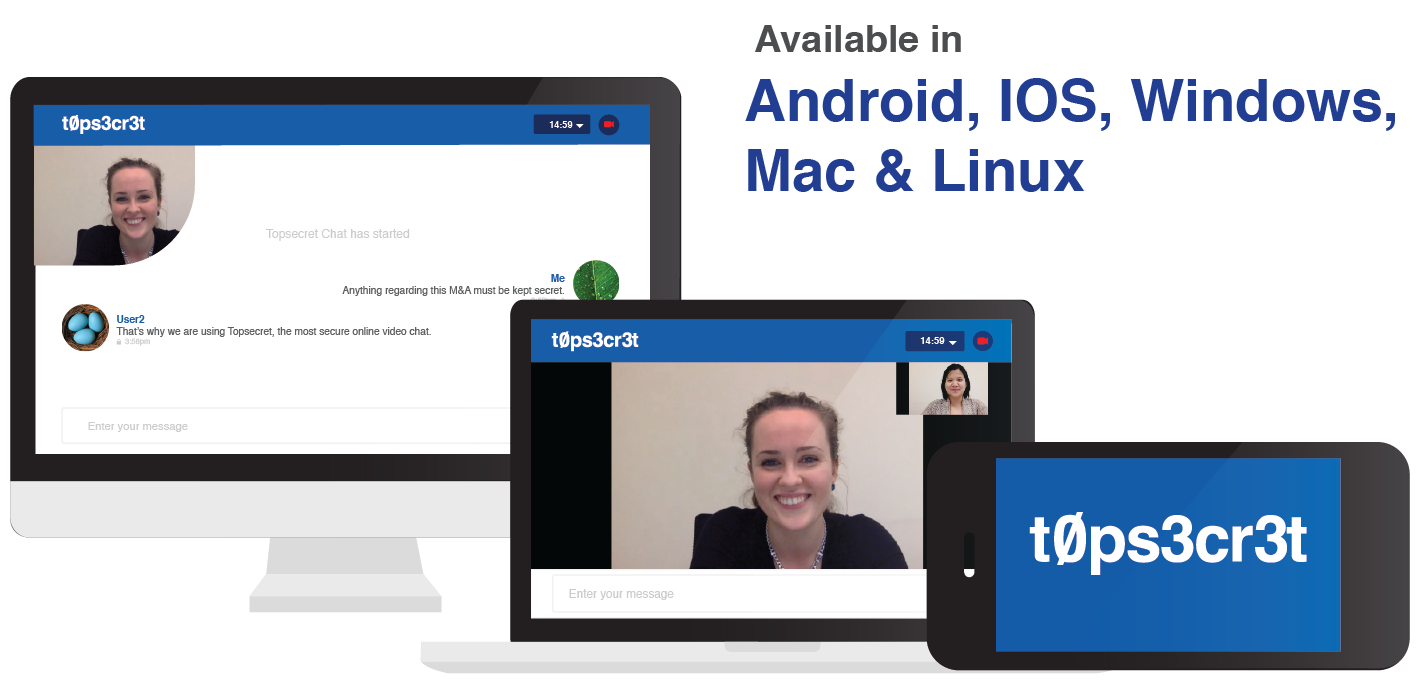 Available in
Android, IOS, Windows,
Mac & Linux
tØps3cr3t
14:59
Topsecret Chat has started
Me
Anything regarding this M&A must be kept secret.
User2
That's why we are using Topsecret, the most secure online video chat.
3:56pm
Enter your message
tØps3cr3t
14:59
Enter your message
tØps3cr3t